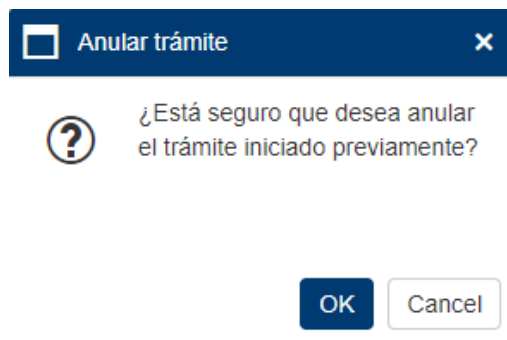 Anular trámite ×
¿Está seguro que desea anular
el trámite iniciado previamente?
OK Cancel